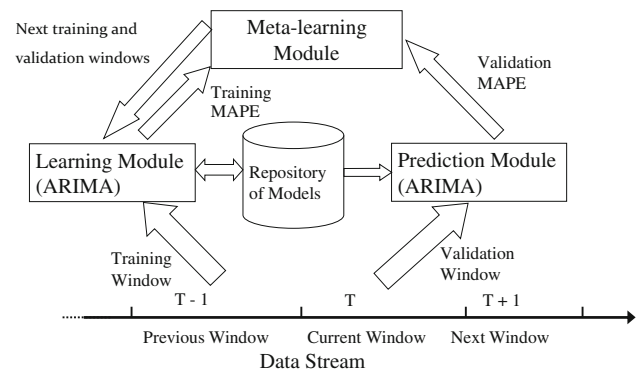 Next training and
validation windows
Meta-learning
Module
Training
MAPE
Validation
MAPE
Learning Module
(ARIMA)
Repository
of Models
Prediction Module
(ARIMA)
Training
Window
Validation
Window
T - 1
T
T + 1
Previous Window
Current Window
Next Window
Data Stream